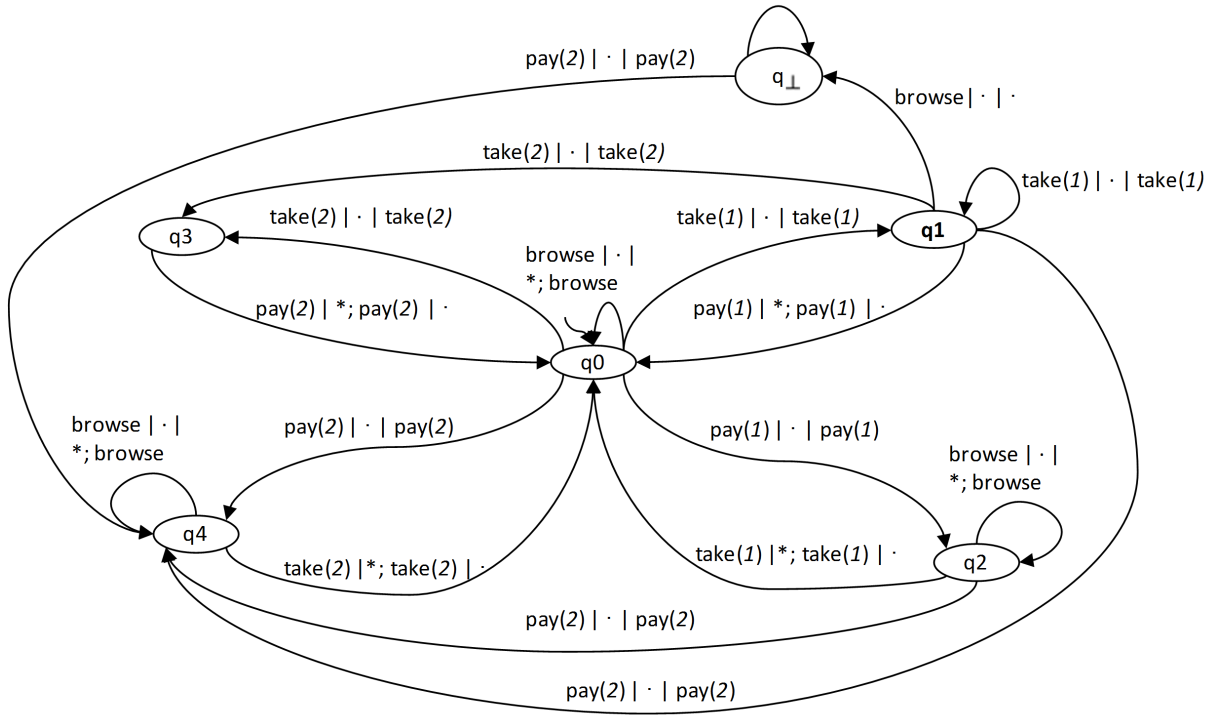 pay(2) | · | pay(2)
q⊥
browse| · | ·
take(2) | · | take(2)
take(1) | · | take(1)
take(2) | · | take(2)
take(1) | · | take(1)
q3
q1
browse | · |
*; browse
pay(2) | *; pay(2) | ·
pay(1) | *; pay(1) | ·
q0
browse | · |
*; browse
pay(2) | · | pay(2)
pay(1) | · | pay(1)
browse | · |
*; browse
q4
take(2) |*; take(2) | ·
take(1) |*; take(1) | ·
q2
pay(2) | · | pay(2)
pay(2) | · | pay(2)